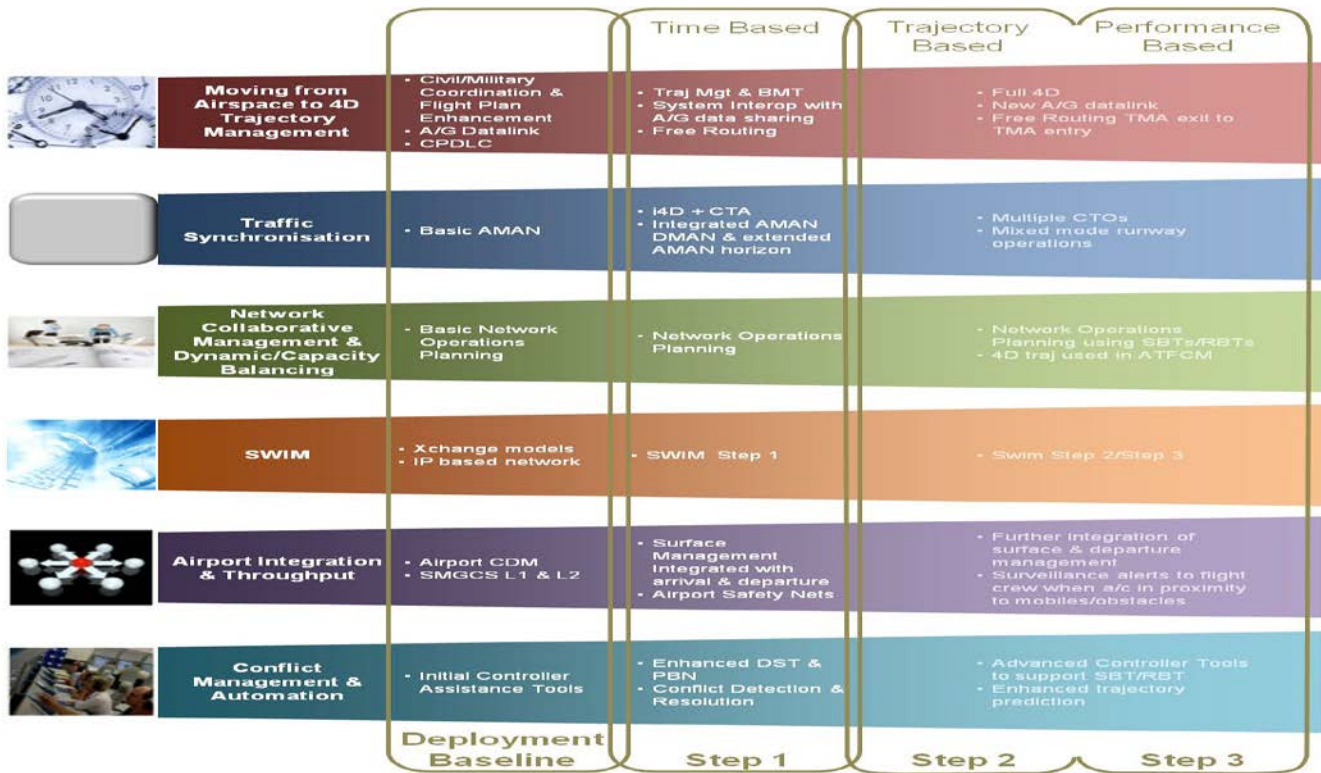 Time Based
Trajectory
Based
Performance
Based
Moving from
Airspace to 4D
Trajectory
Management
- Civil/Military
Coordination &
Flight Plan
Enhancement
- A/G Datalink
- CPDLC
- Traj Mgt & BMT
- System Interop with
A/G data sharing
- Free Routing
- Full 4D
- New A/G datalink
- Free Routing TMA exit to
TMA entry
Traffic
Synchronisation
- Basic AMAN
- i4D + CTA
- Integrated AMAN
DMAN & extended
AMAN horizon
- Multiple CTOs
- Mixed mode runway
operations
Network
Collaborative
Management &
Dynamic/Capacity
Balancing
- Basic Network
Operations
Planning
- Network Operations
Planning
- Network Operations
Planning using SBTs/RBTs
- 4D traj used in ATFCM
SWIM
- Xchange models
- IP based network
- SWIM Step 1
- Swim Step 2/Step 3
Airport Integration
& Throughput
- Airport CDM
- SMGCS L1 & L2
- Surface
Management
Integrated with
arrival & departure
- Airport Safety Nets
- Further integration of
surface & departure
management
- Surveillance alerts to flight
crew when a/c in proximity
to mobiles/obstacles
Conflict
Management &
Automation
- Initial Controller
Assistance Tools
- Enhanced DST &
PBN
- Conflict Detection &
Resolution
- Advanced Controller Tools
to support SBT/RBT
- Enhanced trajectory
prediction
Deployment
Baseline
Step 1
Step 2
Step 3